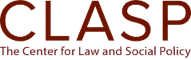 CLASP
The Center for Law and Social Policy